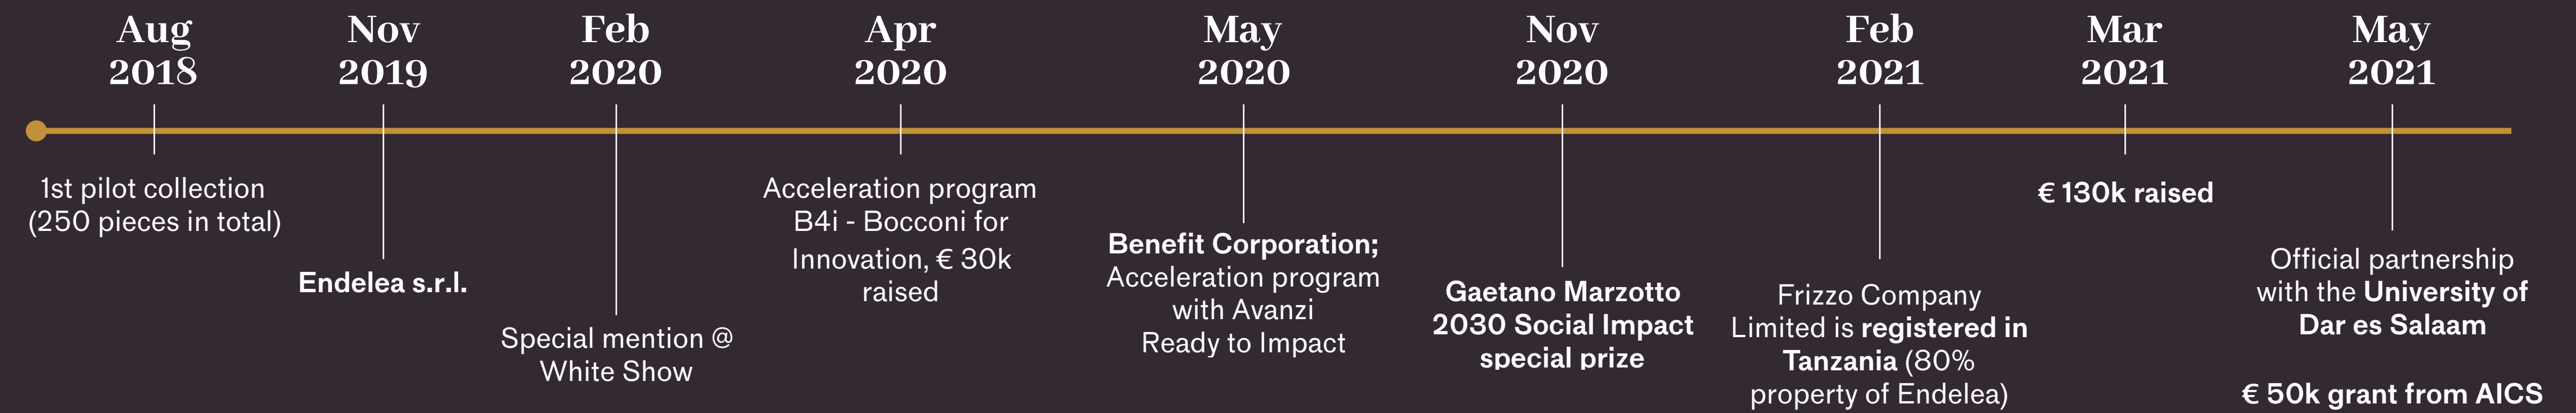 Aug
2018
1st pilot collection
(250 pieces in total)
Nov
2019
Endelea s.r.l.
Feb
2020
Special mention @
White Show
Apr
2020
Acceleration program
B4i - Bocconi for
Innovation, € 30k
raised
May
2020
Benefit Corporation;
Acceleration program
with Avanzi
Ready to Impact
Nov
2020
Gaetano Marzotto
2030 Social Impact
special prize
Feb
2021
Frizzo Company
Limited is registered in
Tanzania (80%
property of Endelea)
Mar
2021
€ 130k raised
May
2021
Official partnership
with the University of
Dar es Salaam
€ 50k grant from AICS